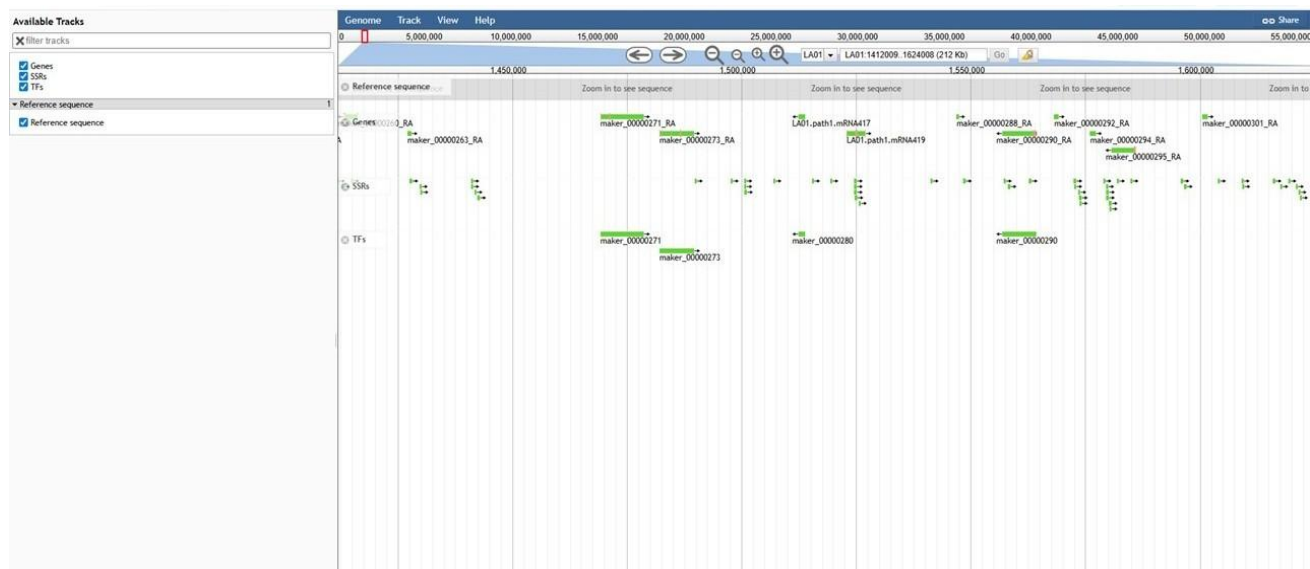 Available Tracks
filter tracks
Genes
SSRs
TFs
Reference sequence 1
Reference sequence
Genome Track View Help Share
0 5,000,000 10,000,000 15,000,000 20,000,000 25,000,000 30,000,000 35,000,000 40,000,000 45,000,000 50,000,000 55,000,000
LA01 LA01:1412009..1624008 (212 Kb) Go
1,450,000 1,500,000 1,550,000 1,600,000
Reference sequence Zoom in to see sequence Zoom in to see sequence Zoom in to see sequence Zoom in to
Genes maker_00000271_RA LA01.path1.mRNA417 maker_00000288_RA maker_00000292_RA maker_00000301_RA
maker_00000263_RA maker_00000273_RA LA01.path1.mRNA419 maker_00000290_RA maker_00000294_RA
maker_00000295_RA
SSRs
TFs
maker_00000271 maker_00000280 maker_00000290
maker_00000273